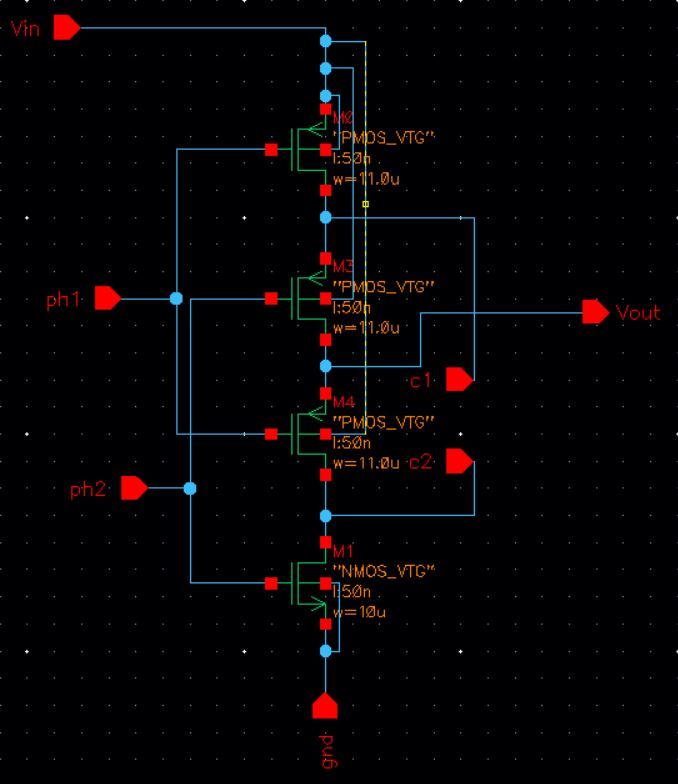 Vin
M0
"PMOS_VTG"
l:50n
w=11.0u
M3
"PMOS_VTG"
l:50n
w=11.0u
ph1
Vout
c1
M4
"PMOS_VTG"
l:50n
w=11.0u
c2
ph2
M1
"NMOS_VTG"
l:50n
w=10u
gnd